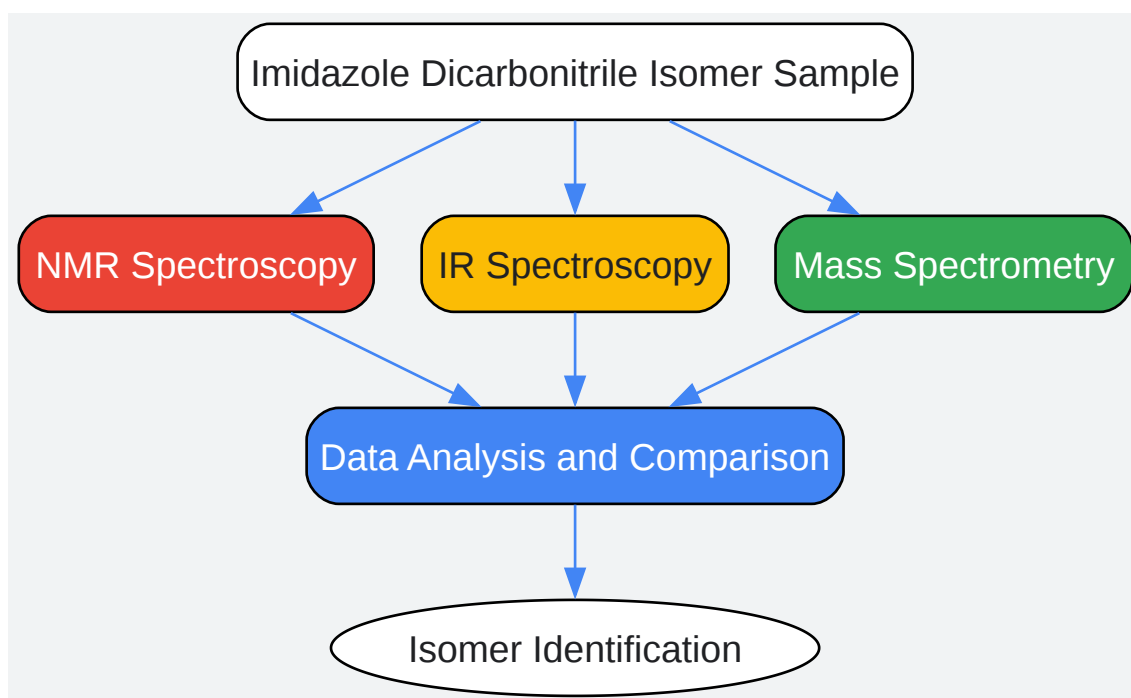 Imidazole Dicarbonitrile Isomer Sample
NMR Spectroscopy
IR Spectroscopy
Mass Spectrometry
Data Analysis and Comparison
Isomer Identification